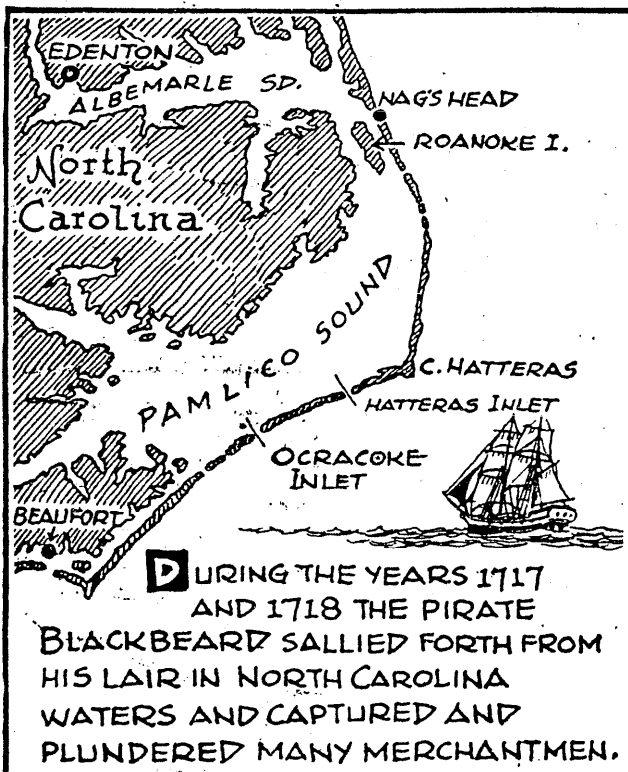 EDENTON
ALBEMARLE SD.
NAG'S HEAD
ROANOKE I.
North
Carolina
PAMLICO SOUND
C. HATTERAS
HATTERAS INLET
OCRACOKE
INLET
BEAUFORT
DURING THE YEARS 1717
AND 1718 THE PIRATE
BLACKBEARD SALLIED FORTH FROM
HIS LAIR IN NORTH CAROLINA
WATERS AND CAPTURED AND
PLUNDERED MANY MERCHANTMEN.